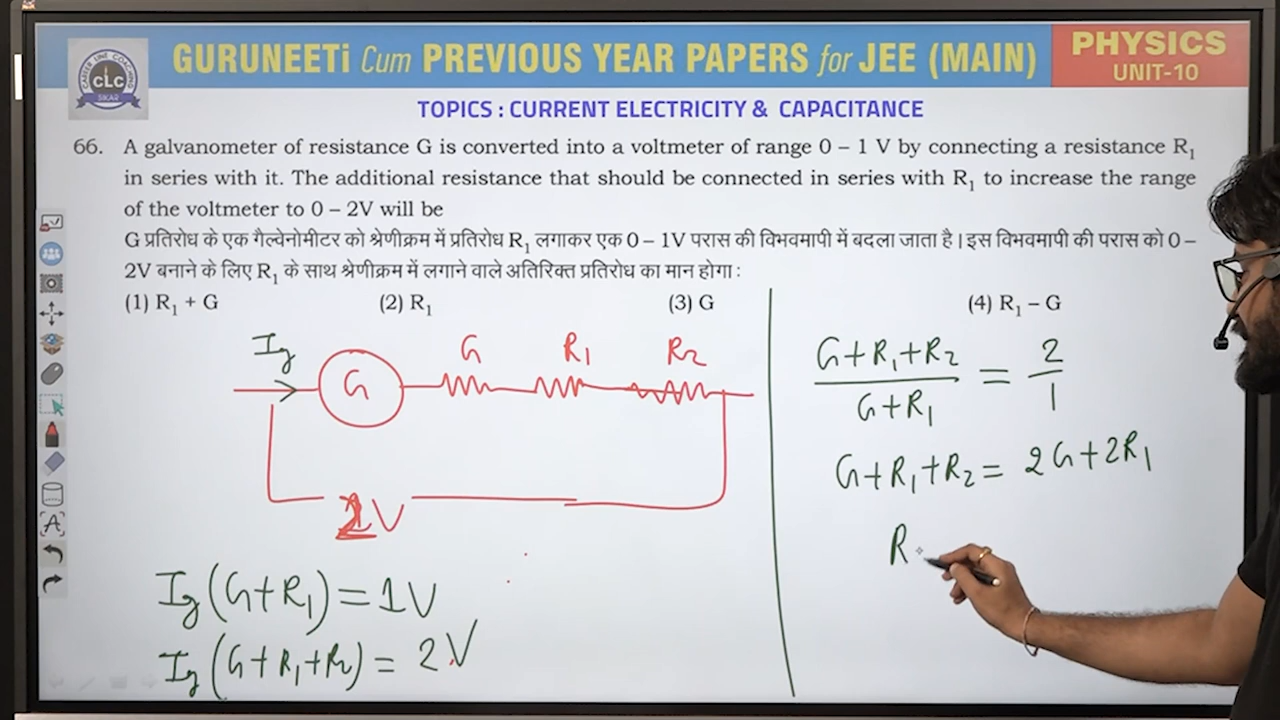 GURUNEETi Cum PREVIOUS YEAR PAPERS for JEE (MAIN)
PHYSICS
UNIT-10
CAREER LINE COACHING
CLC
SIKAR
TOPICS : CURRENT ELECTRICITY & CAPACITANCE
66. A galvanometer of resistance G is converted into a voltmeter of range 0 – 1 V by connecting a resistance R₁
in series with it. The additional resistance that should be connected in series with R₁ to increase the range
of the voltmeter to 0 – 2V will be
G प्रतिरोध के एक गैल्वेनोमीटर को श्रेणीक्रम में प्रतिरोध R₁ लगाकर एक 0 – 1V परास की विभवमापी में बदला जाता है। इस विभवमापी की परास को 0 –
2V बनाने के लिए R₁ के साथ श्रेणीक्रम में लगाने वाले अतिरिक्त प्रतिरोध का मान होगा :
(1) R₁ + G (2) R₁ (3) G (4) R₁ – G
Ig G G R₁ R₂
2V
Ig(G+R₁) = 1V
Ig(G+R₁+R₂) = 2V
G+R₁+R₂ / G+R₁ = 2/1
G+R₁+R₂ = 2G+2R₁
R
A